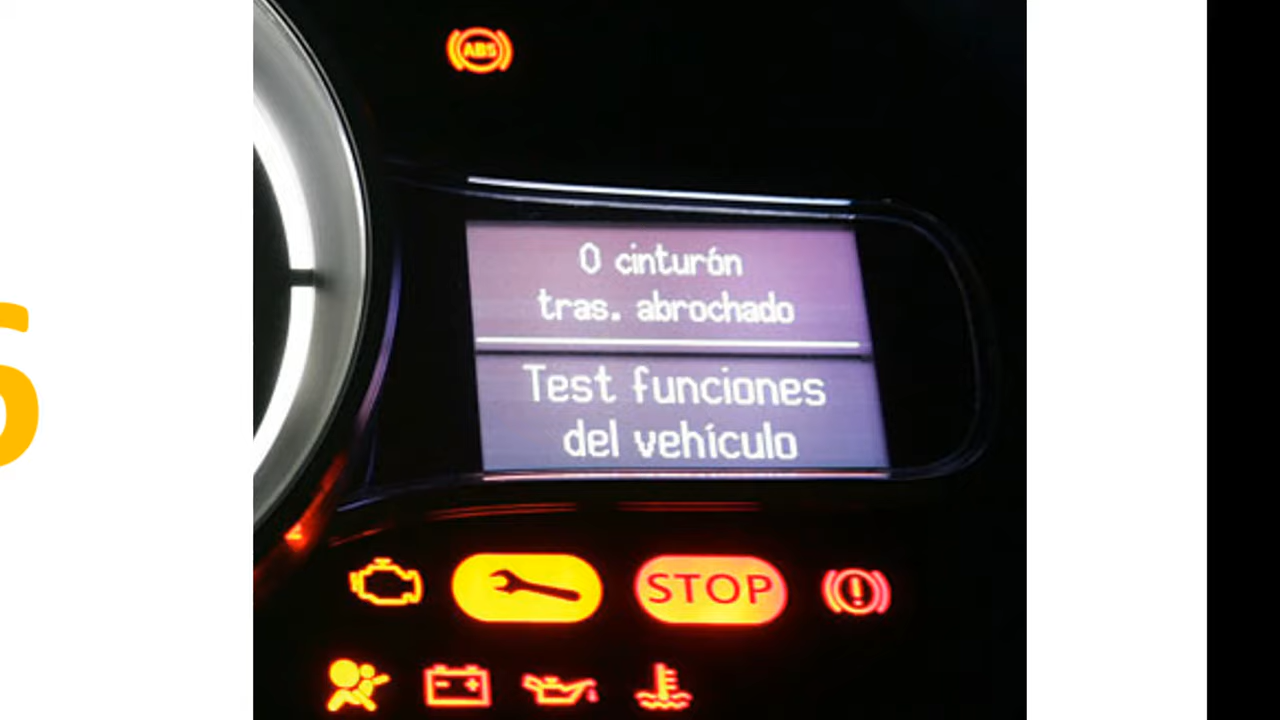 ABS
0 cinturón
tras. abrochado
Test funciones
del vehículo
STOP